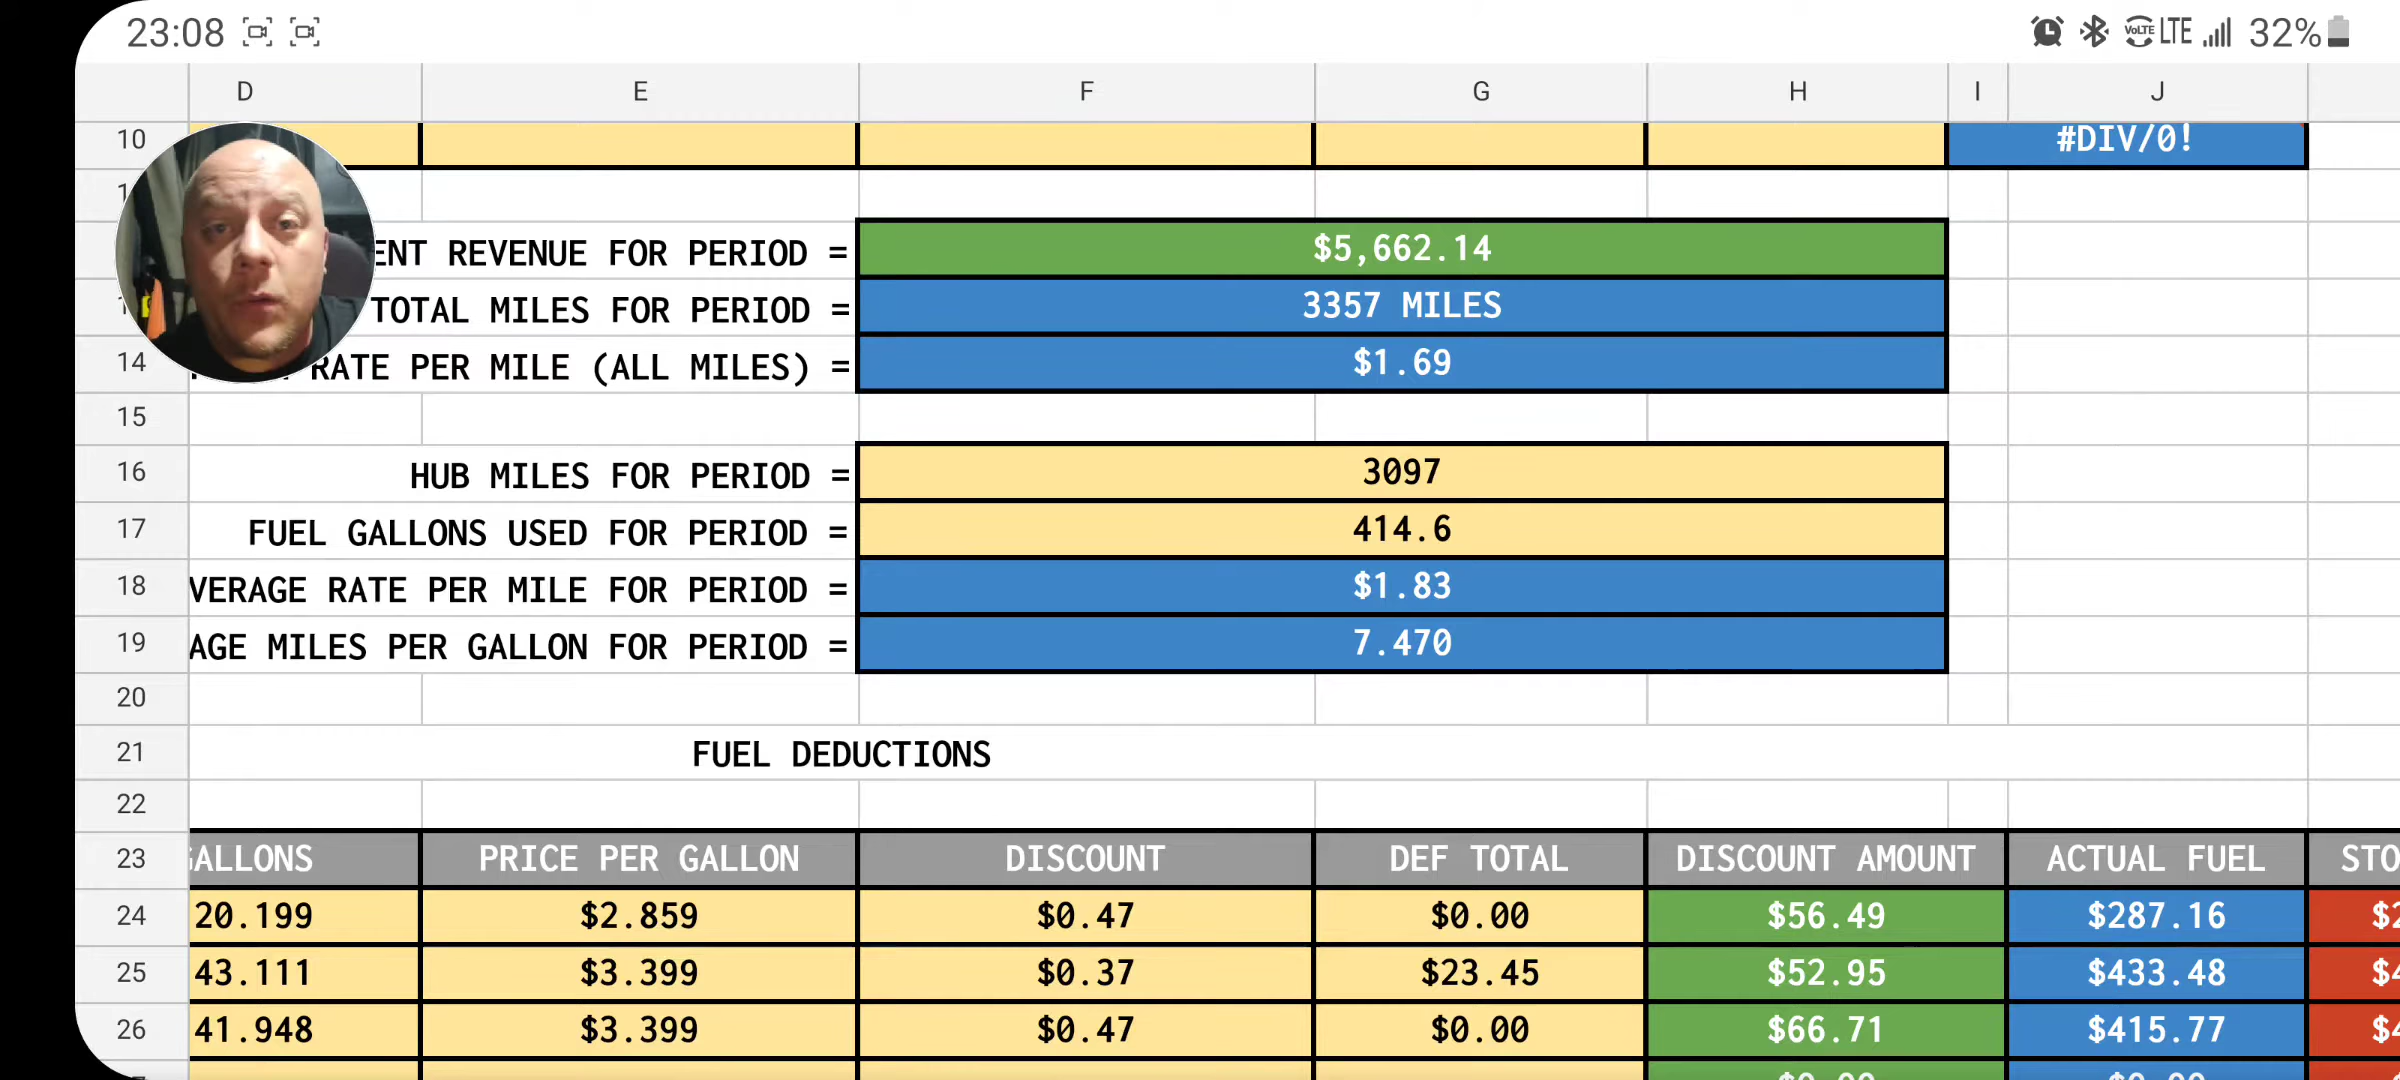 23:08 VoLTE LTE 32%
D E F G H I J
10 #DIV/0!
ENT REVENUE FOR PERIOD = $5,662.14
TOTAL MILES FOR PERIOD = 3357 MILES
14 RATE PER MILE (ALL MILES) = $1.69
15
16 HUB MILES FOR PERIOD = 3097
17 FUEL GALLONS USED FOR PERIOD = 414.6
18 VERAGE RATE PER MILE FOR PERIOD = $1.83
19 AGE MILES PER GALLON FOR PERIOD = 7.470
20
21 FUEL DEDUCTIONS
22
23 GALLONS PRICE PER GALLON DISCOUNT DEF TOTAL DISCOUNT AMOUNT ACTUAL FUEL STO
24 20.199 $2.859 $0.47 $0.00 $56.49 $287.16 $2
25 43.111 $3.399 $0.37 $23.45 $52.95 $433.48 $4
26 41.948 $3.399 $0.47 $0.00 $66.71 $415.77 $4